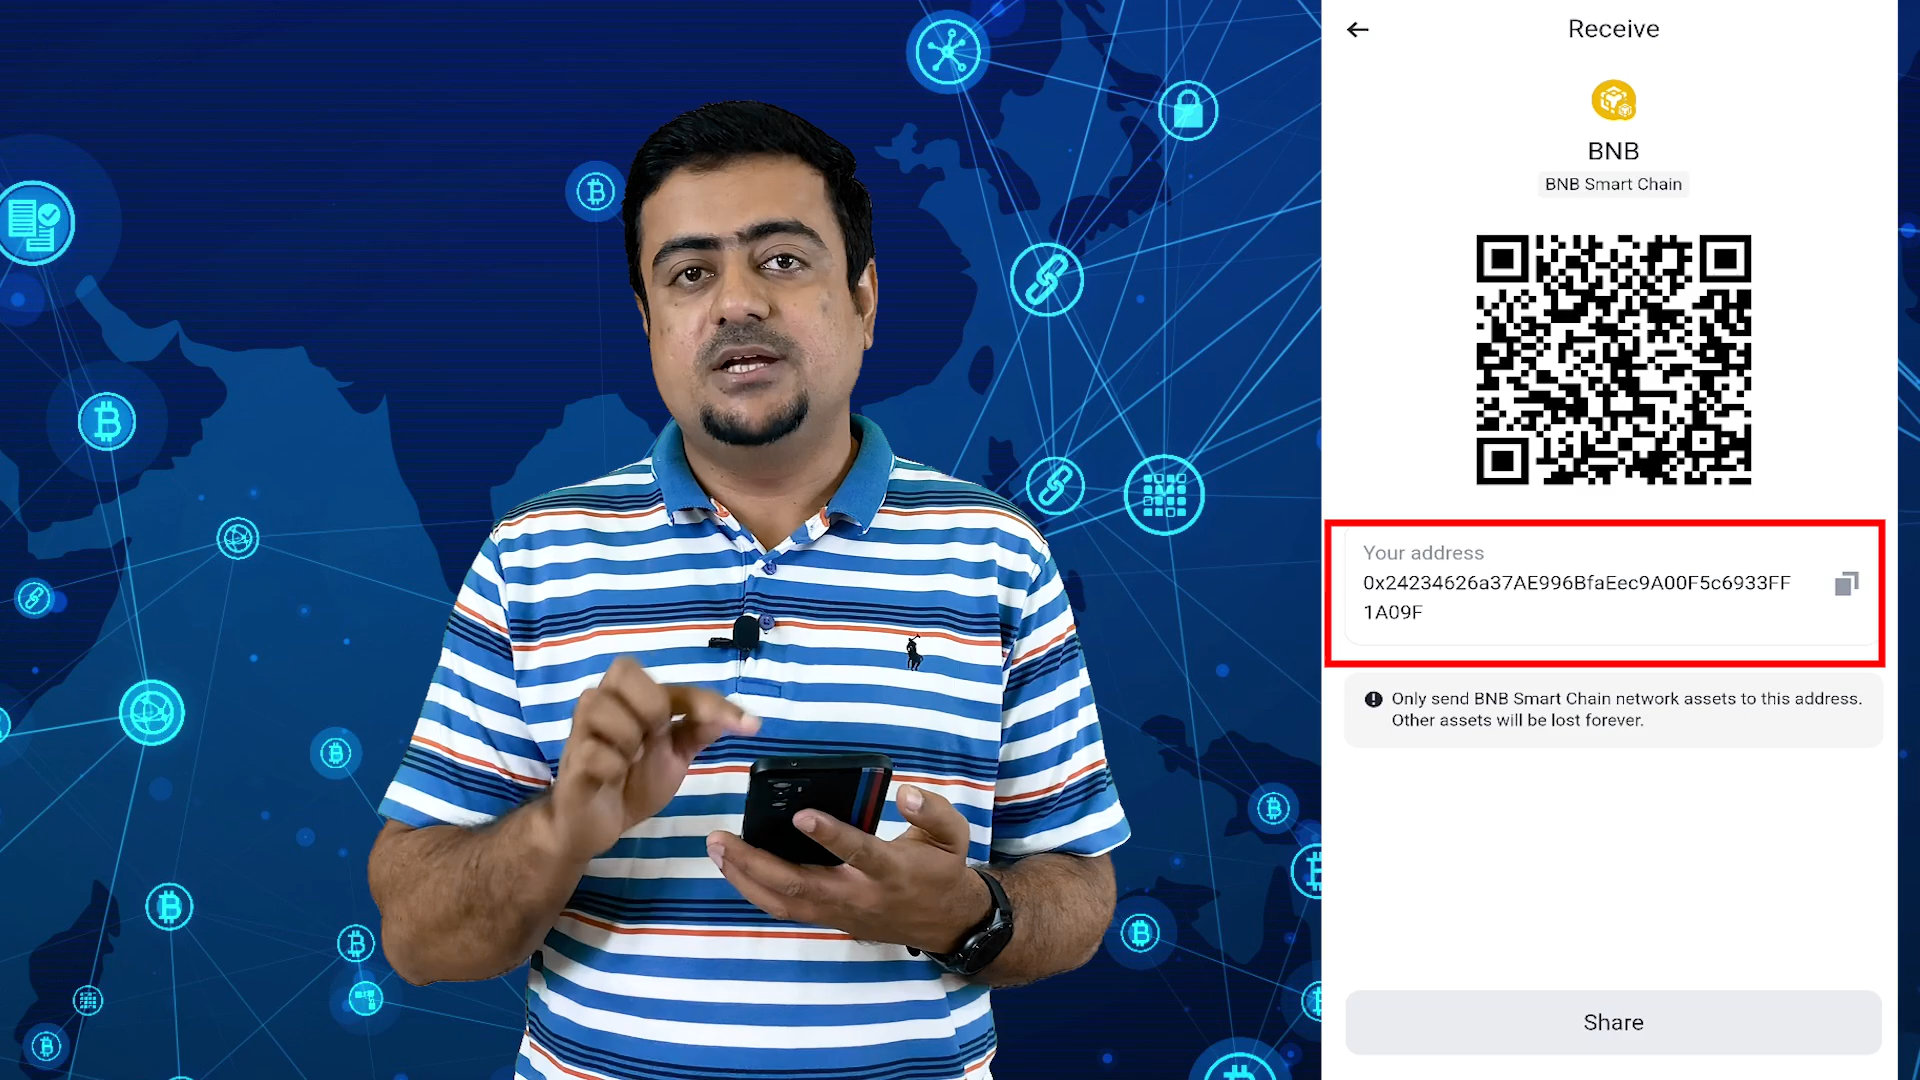 Receive
BNB
BNB Smart Chain
Your address
0x24234626a37AE996BfaEec9A00F5c6933FF
1A09F
Only send BNB Smart Chain network assets to this address.
Other assets will be lost forever.
Share